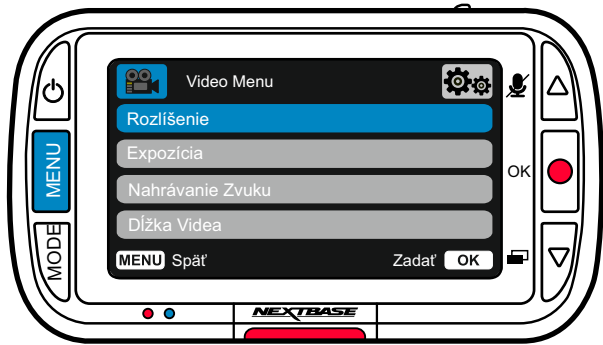 Video Menu
Rozlíšenie
Expozícia
Nahrávanie Zvuku
Dĺžka Videa
MENU Späť
Zadať OK
MENU
MODE
OK
NEXTBASE